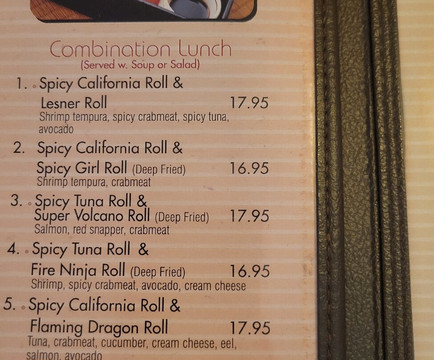 Combination Lunch
(Served w. Soup or Salad)
1. Spicy California Roll &
Lesner Roll 17.95
Shrimp tempura, spicy crabmeat, spicy tuna,
avocado
2. Spicy California Roll &
Spicy Girl Roll (Deep Fried) 16.95
Shrimp tempura, crabmeat
3. Spicy Tuna Roll &
Super Volcano Roll (Deep Fried) 17.95
Salmon, red snapper, crabmeat
4. Spicy Tuna Roll &
Fire Ninja Roll (Deep Fried) 16.95
Shrimp, spicy crabmeat, avocado, cream cheese
5. Spicy California Roll &
Flaming Dragon Roll 17.95
Tuna, crabmeat, cucumber, cream cheese, eel,
salmon, avocado